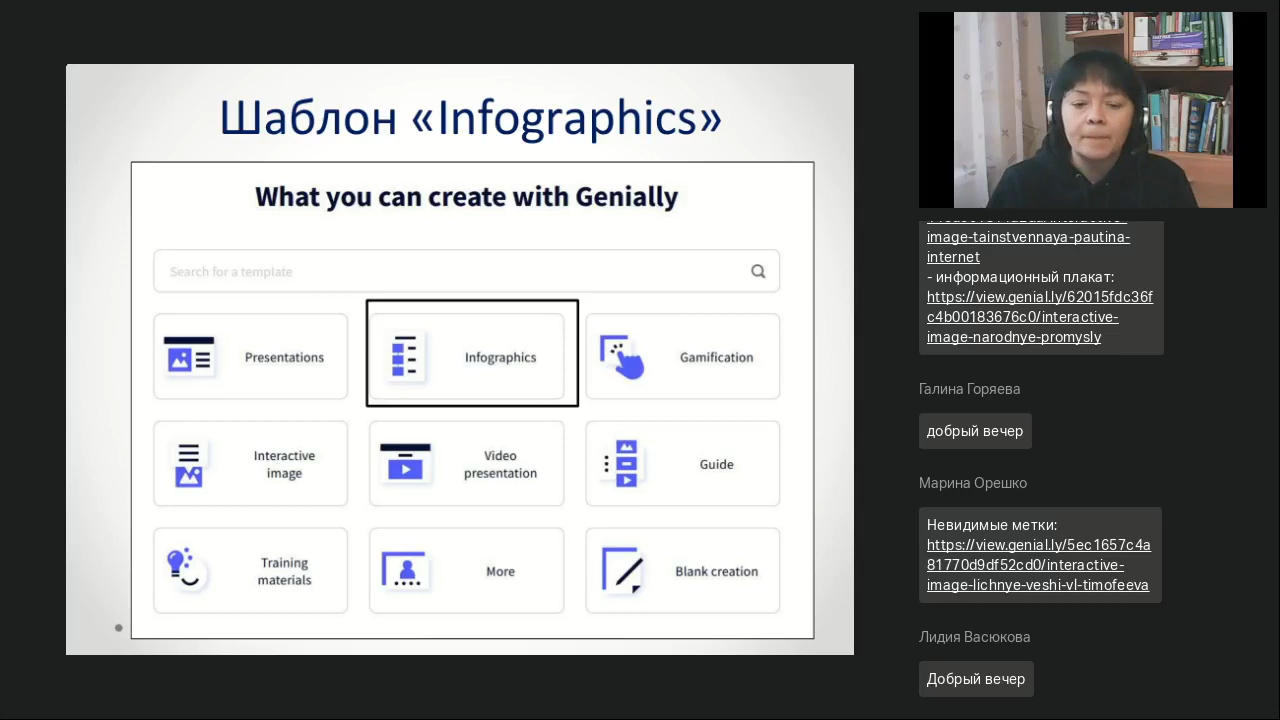 Шаблон «Infographics»
What you can create with Genially
Search for a template
Presentations
Infographics
Gamification
Interactive
image
Video
presentation
Guide
Training
materials
More
Blank creation
image-tainstvennaya-pautina-
internet
- информационный плакат:
https://view.genial.ly/62015fdc36f
c4b00183676c0/interactive-
image-narodnye-promysly
Галина Горяева
добрый вечер
Марина Орешко
Невидимые метки:
https://view.genial.ly/5ec1657c4a
81770d9df52cd0/interactive-
image-lichnye-veshi-vl-timofeeva
Лидия Васюкова
Добрый вечер